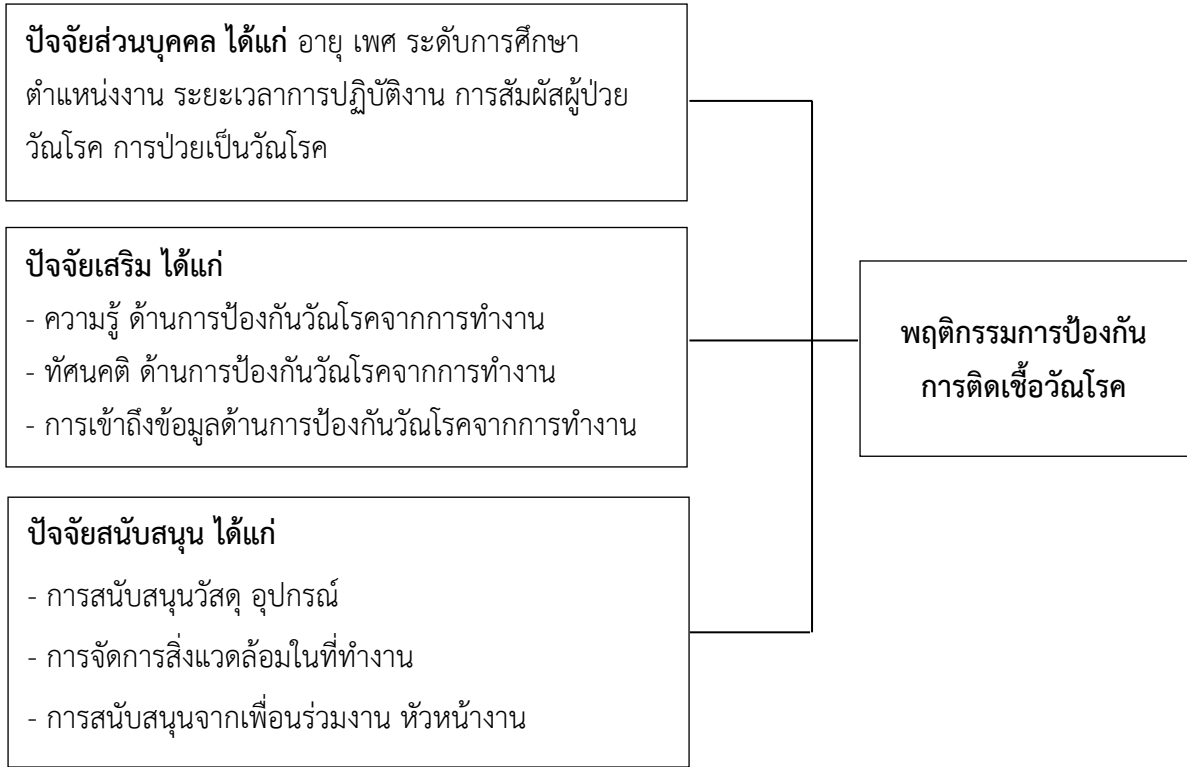 ปัจจัยส่วนบุคคล ได้แก่ อายุ เพศ ระดับการศึกษา
ตำแหน่งงาน ระยะเวลาการปฏิบัติงาน การสัมผัสผู้ป่วย
วัณโรค การป่วยเป็นวัณโรค
ปัจจัยเสริม ได้แก่
- ความรู้ ด้านการป้องกันวัณโรคจากการทำงาน
- ทัศนคติ ด้านการป้องกันวัณโรคจากการทำงาน
- การเข้าถึงข้อมูลด้านการป้องกันวัณโรคจากการทำงาน
ปัจจัยสนับสนุน ได้แก่
- การสนับสนุนวัสดุ อุปกรณ์
- การจัดการสิ่งแวดล้อมในที่ทำงาน
- การสนับสนุนจากเพื่อนร่วมงาน หัวหน้างาน
พฤติกรรมการป้องกัน
การติดเชื้อวัณโรค